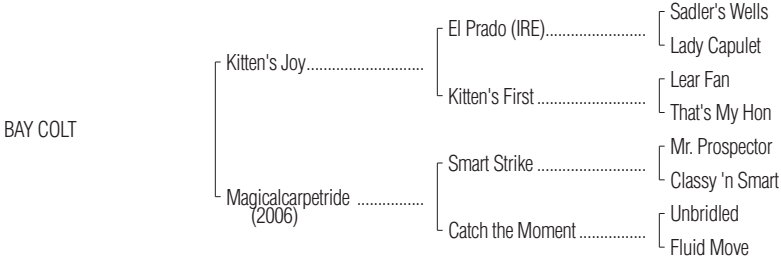 Sadler's Wells
El Prado (IRE)........................
Lady Capulet
Kitten's Joy............................
Lear Fan
Kitten's First ..........................
That's My Hon
BAY COLT
Mr. Prospector
Smart Strike ..........................
Classy 'n Smart
Magicalcarpetride ................
(2006)
Unbridled
Catch the Moment ................
Fluid Move